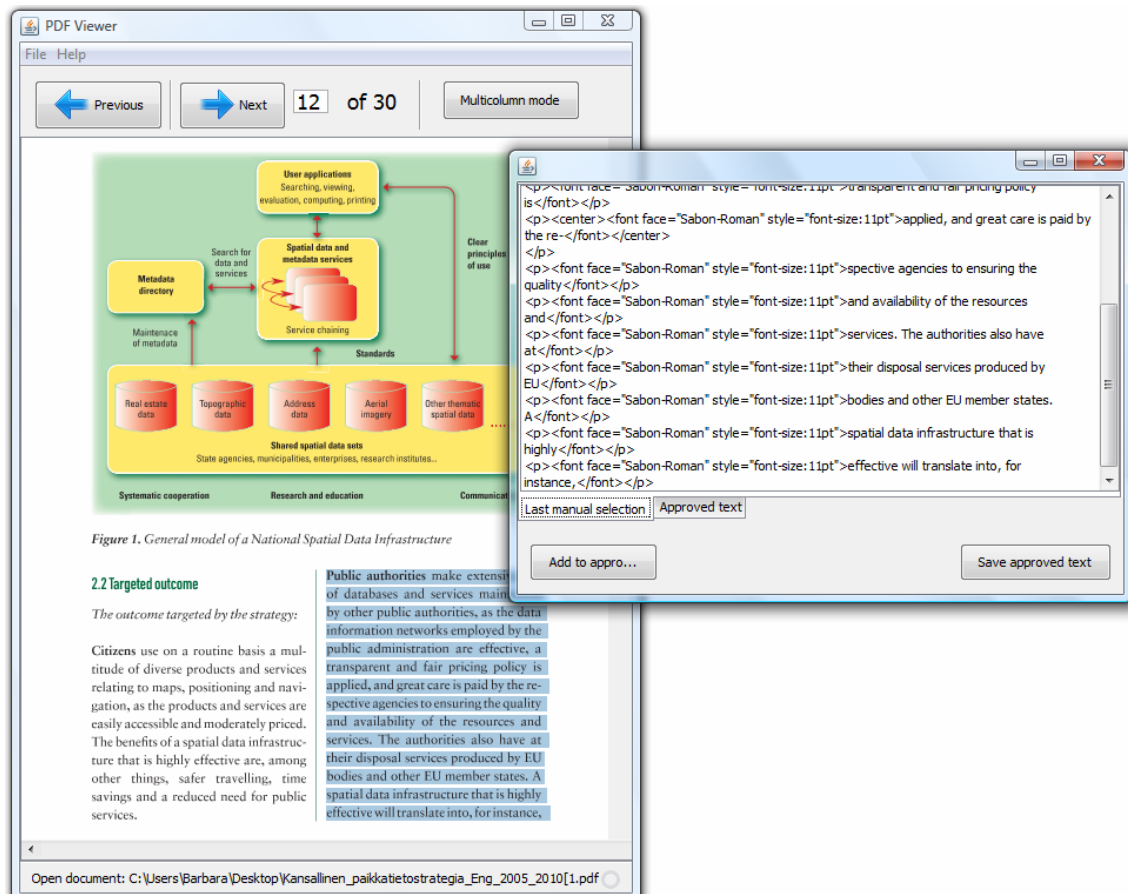 PDF Viewer
File Help
Previous
Next
12 of 30
Multicolumn mode
User applications
Searching, viewing,
evaluation, computing, printing
Search for
data and
services
Spatial data and
metadata services
Clear
principles
of use
Metadata
directory
Service chaining
Maintenace
of metadata
Standards
Real estate
data
Topographic
data
Address
data
Aerial
imagery
Other thematic
spatial data
......
Shared spatial data sets
State agencies, municipalities, enterprises, research institutes...
Systematic cooperation
Research and education
Communicat
Figure 1. General model of a National Spatial Data Infrastructure
2.2 Targeted outcome
The outcome targeted by the strategy:
Citizens use on a routine basis a mul-
titude of diverse products and services
relating to maps, positioning and navi-
gation, as the products and services are
easily accessible and moderately priced.
The benefits of a spatial data infrastruc-
ture that is highly effective are, among
other things, safer travelling, time
savings and a reduced need for public
services.
Public authorities make extensiv
of databases and services main
by other public authorities, as the data
information networks employed by the
public administration are effective, a
transparent and fair pricing policy is
applied, and great care is paid by the re-
spective agencies to ensuring the quality
and availability of the resources and
services. The authorities also have at
their disposal services produced by EU
bodies and other EU member states. A
spatial data infrastructure that is highly
effective will translate into, for instance,
Open document: C:\Users\Barbara\Desktop\Kansallinen_paikkatietostrategia_Eng_2005_2010[1.pdf
<p><font face="Sabon-Roman" style="font-size:11pt">transparent and fair pricing policy
is</font></p>
<p><center><font face="Sabon-Roman" style="font-size:11pt">applied, and great care is paid by
the re-</font></center>
</p>
<p><font face="Sabon-Roman" style="font-size:11pt">spective agencies to ensuring the
quality</font></p>
<p><font face="Sabon-Roman" style="font-size:11pt">and availability of the resources
and</font></p>
<p><font face="Sabon-Roman" style="font-size:11pt">services. The authorities also have
at</font></p>
<p><font face="Sabon-Roman" style="font-size:11pt">their disposal services produced by
EU</font></p>
<p><font face="Sabon-Roman" style="font-size:11pt">bodies and other EU member states.
A</font></p>
<p><font face="Sabon-Roman" style="font-size:11pt">spatial data infrastructure that is
highly</font></p>
<p><font face="Sabon-Roman" style="font-size:11pt">effective will translate into, for
instance,</font></p>
Last manual selection
Approved text
Add to appro...
Save approved text